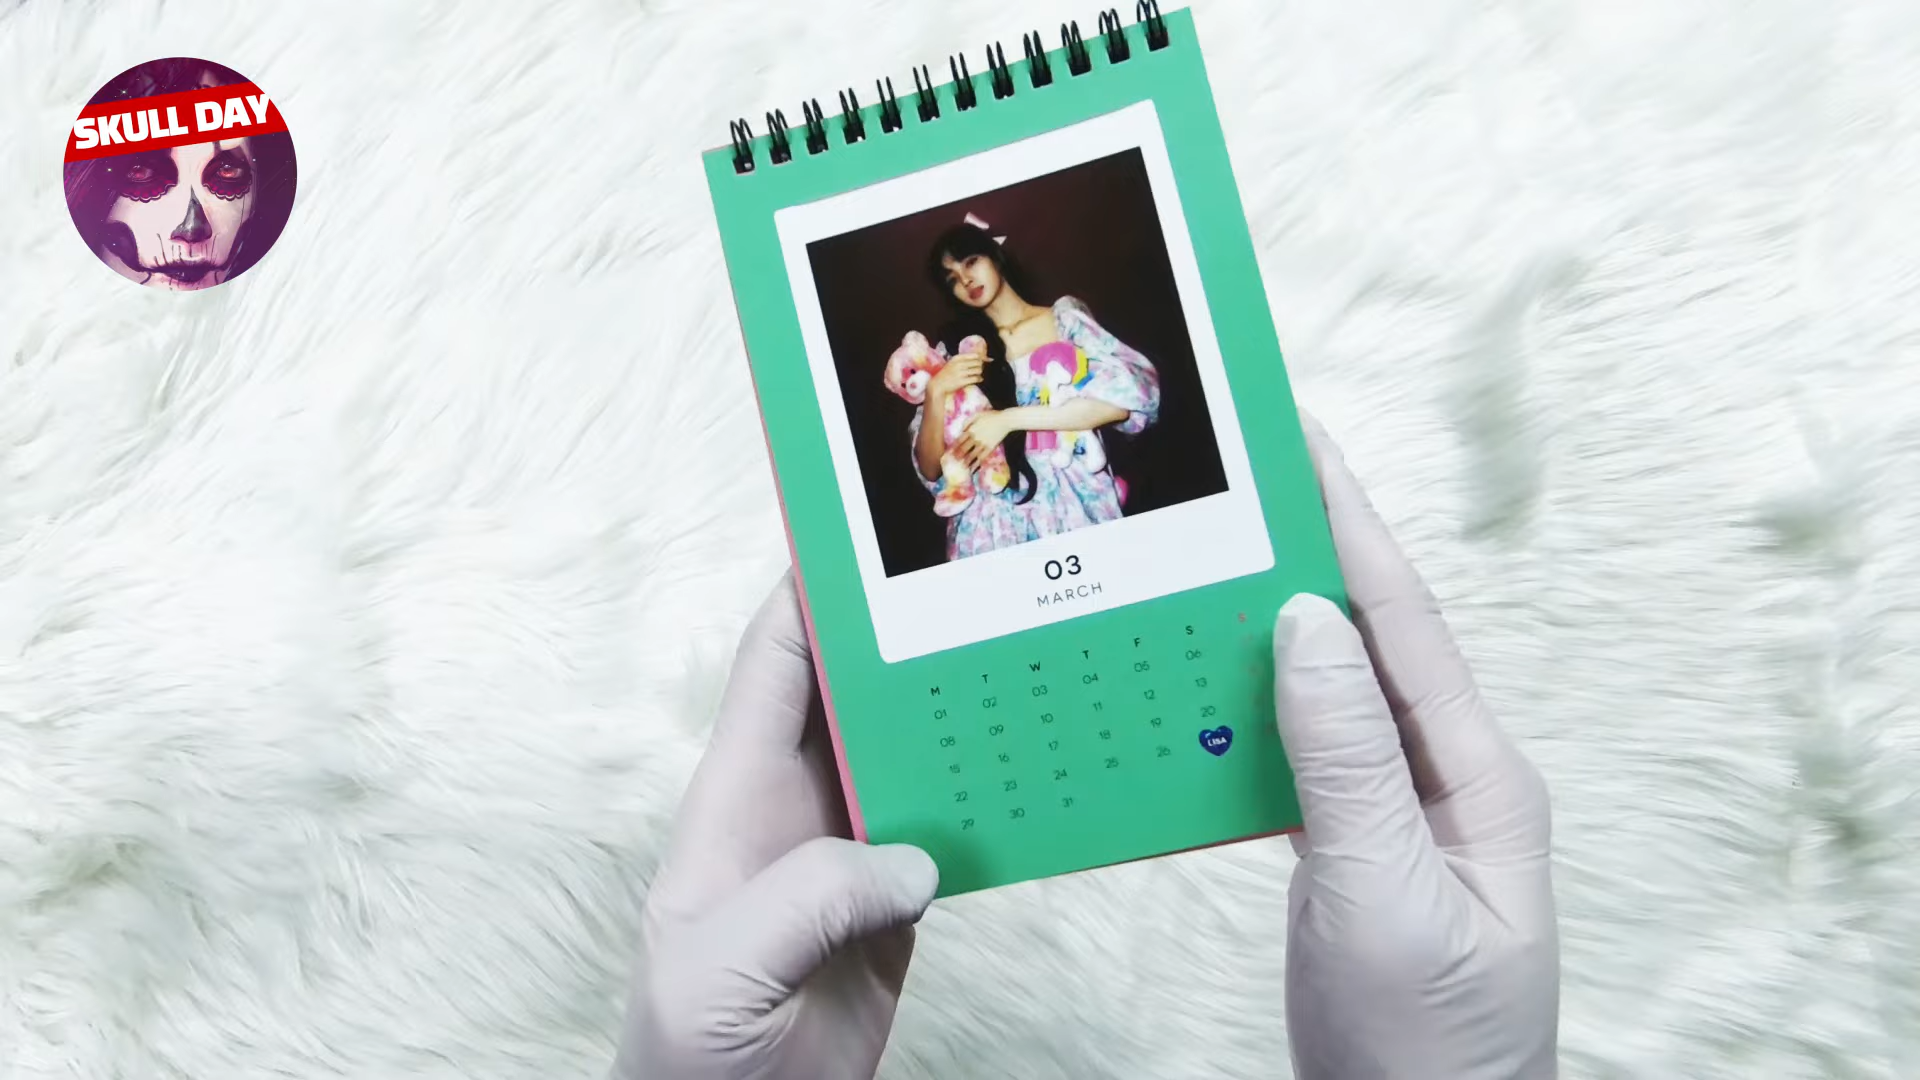 SKULL DAY
03
MARCH
M T W T F S S
01 02 03 04 05 06
08 09 10 11 12 13
15 16 17 18 19 20
22 23 24 25 26 LISA
29 30 31